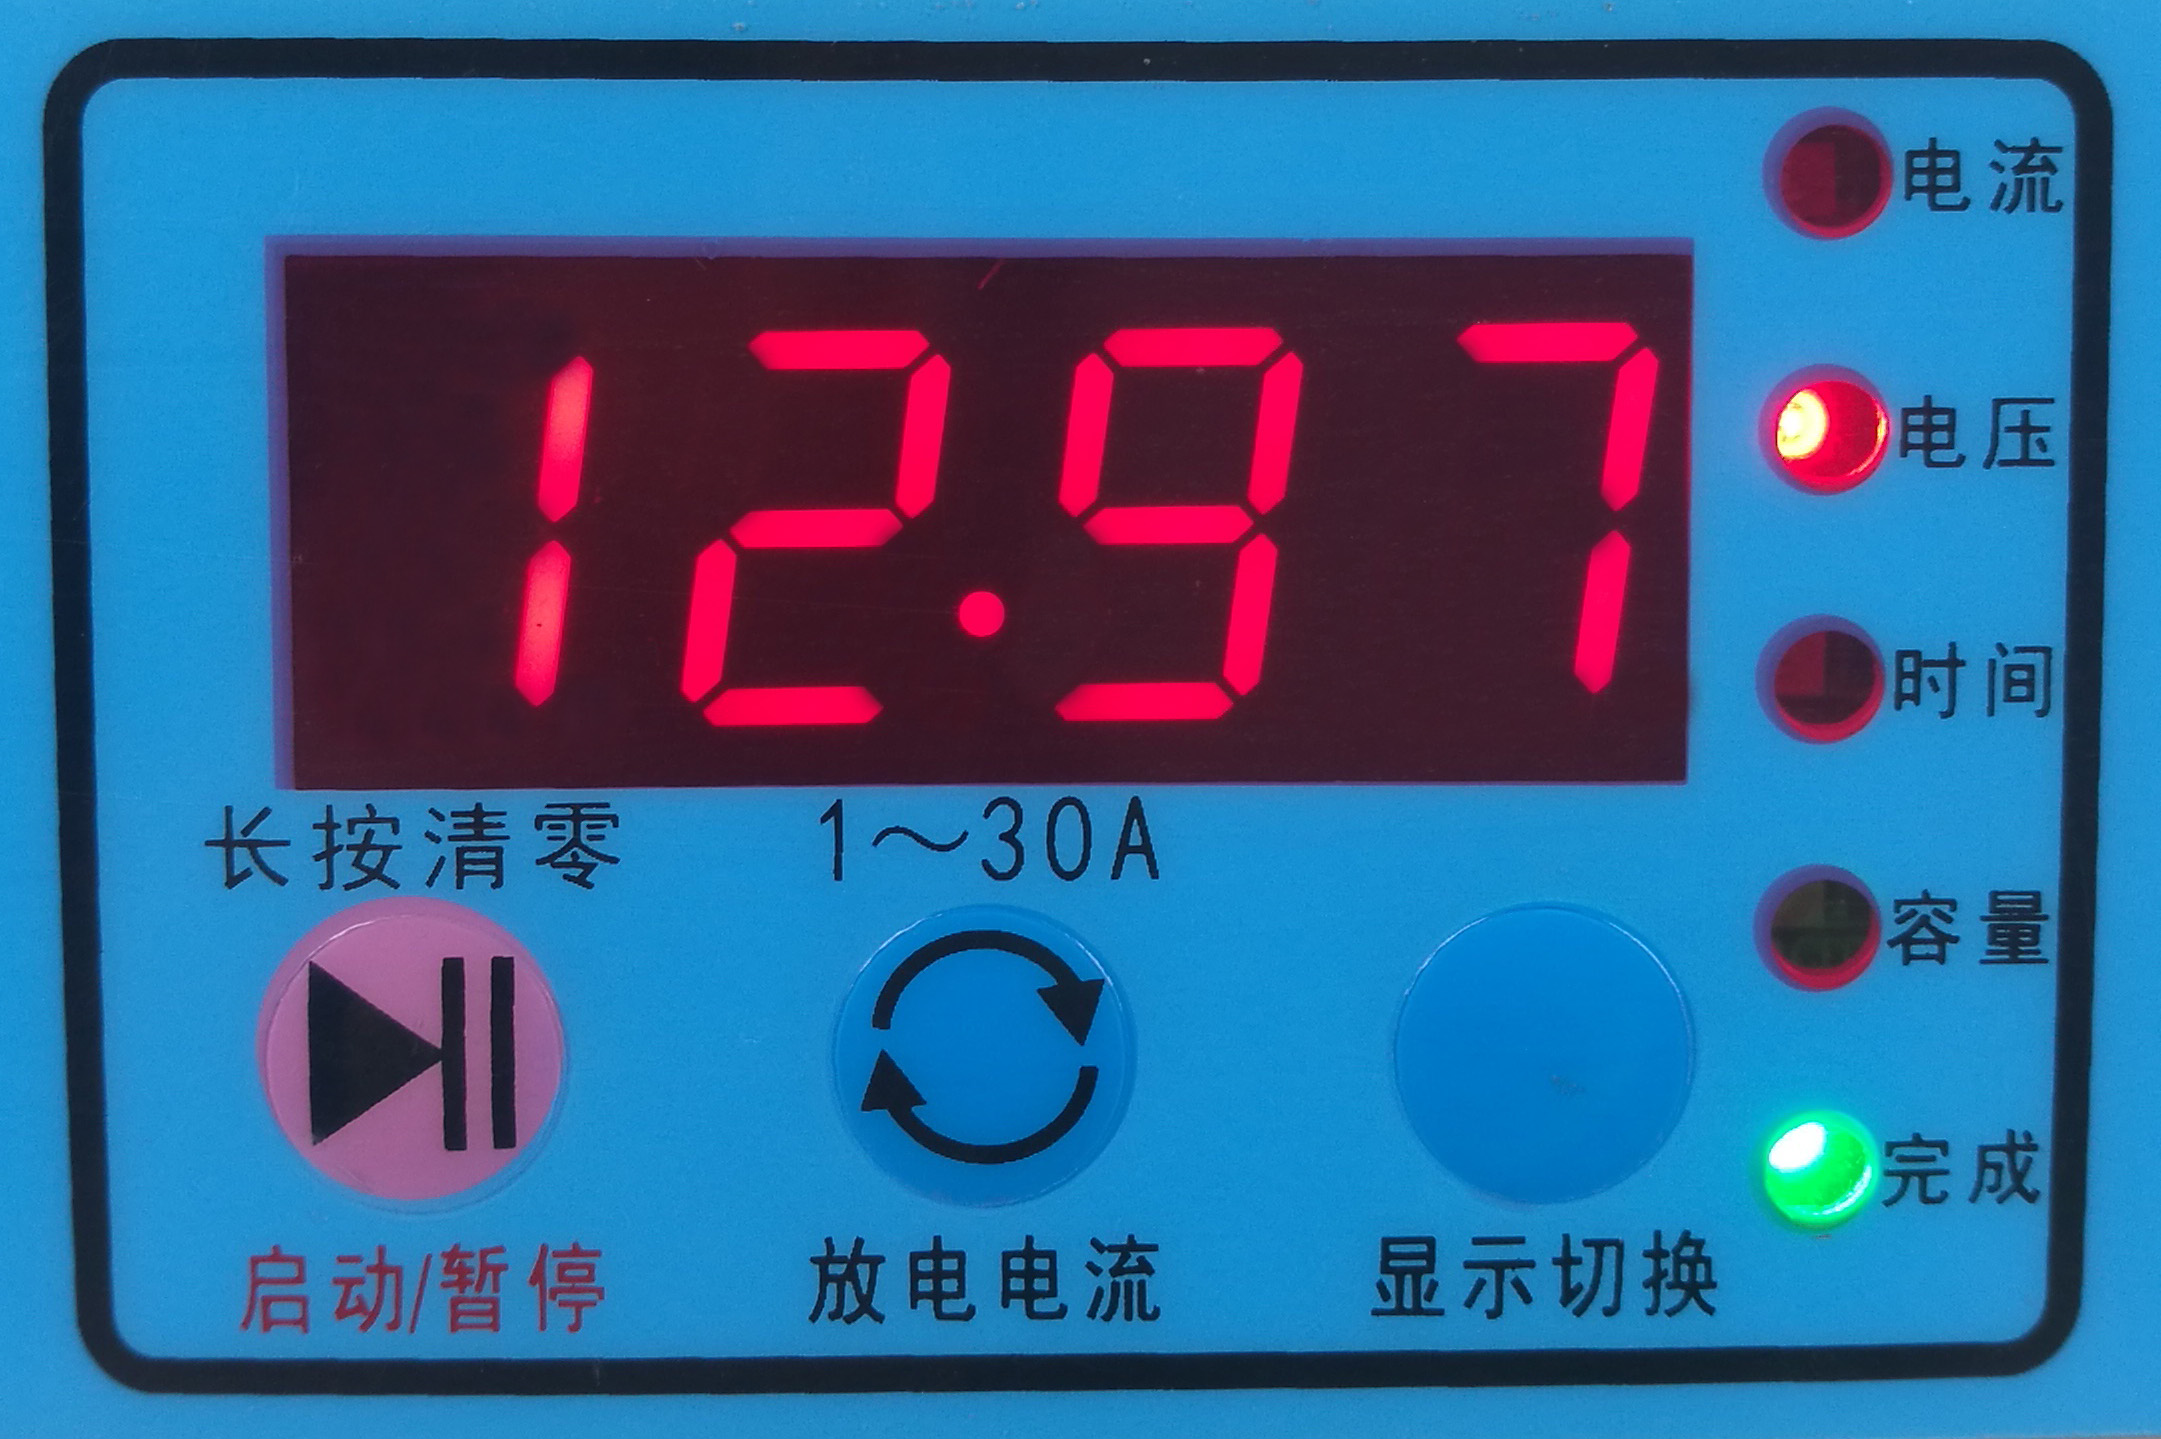 电流
12.97
电压
时间
长按清零
1～30A
容量
完成
启动/暂停
放电电流
显示切换